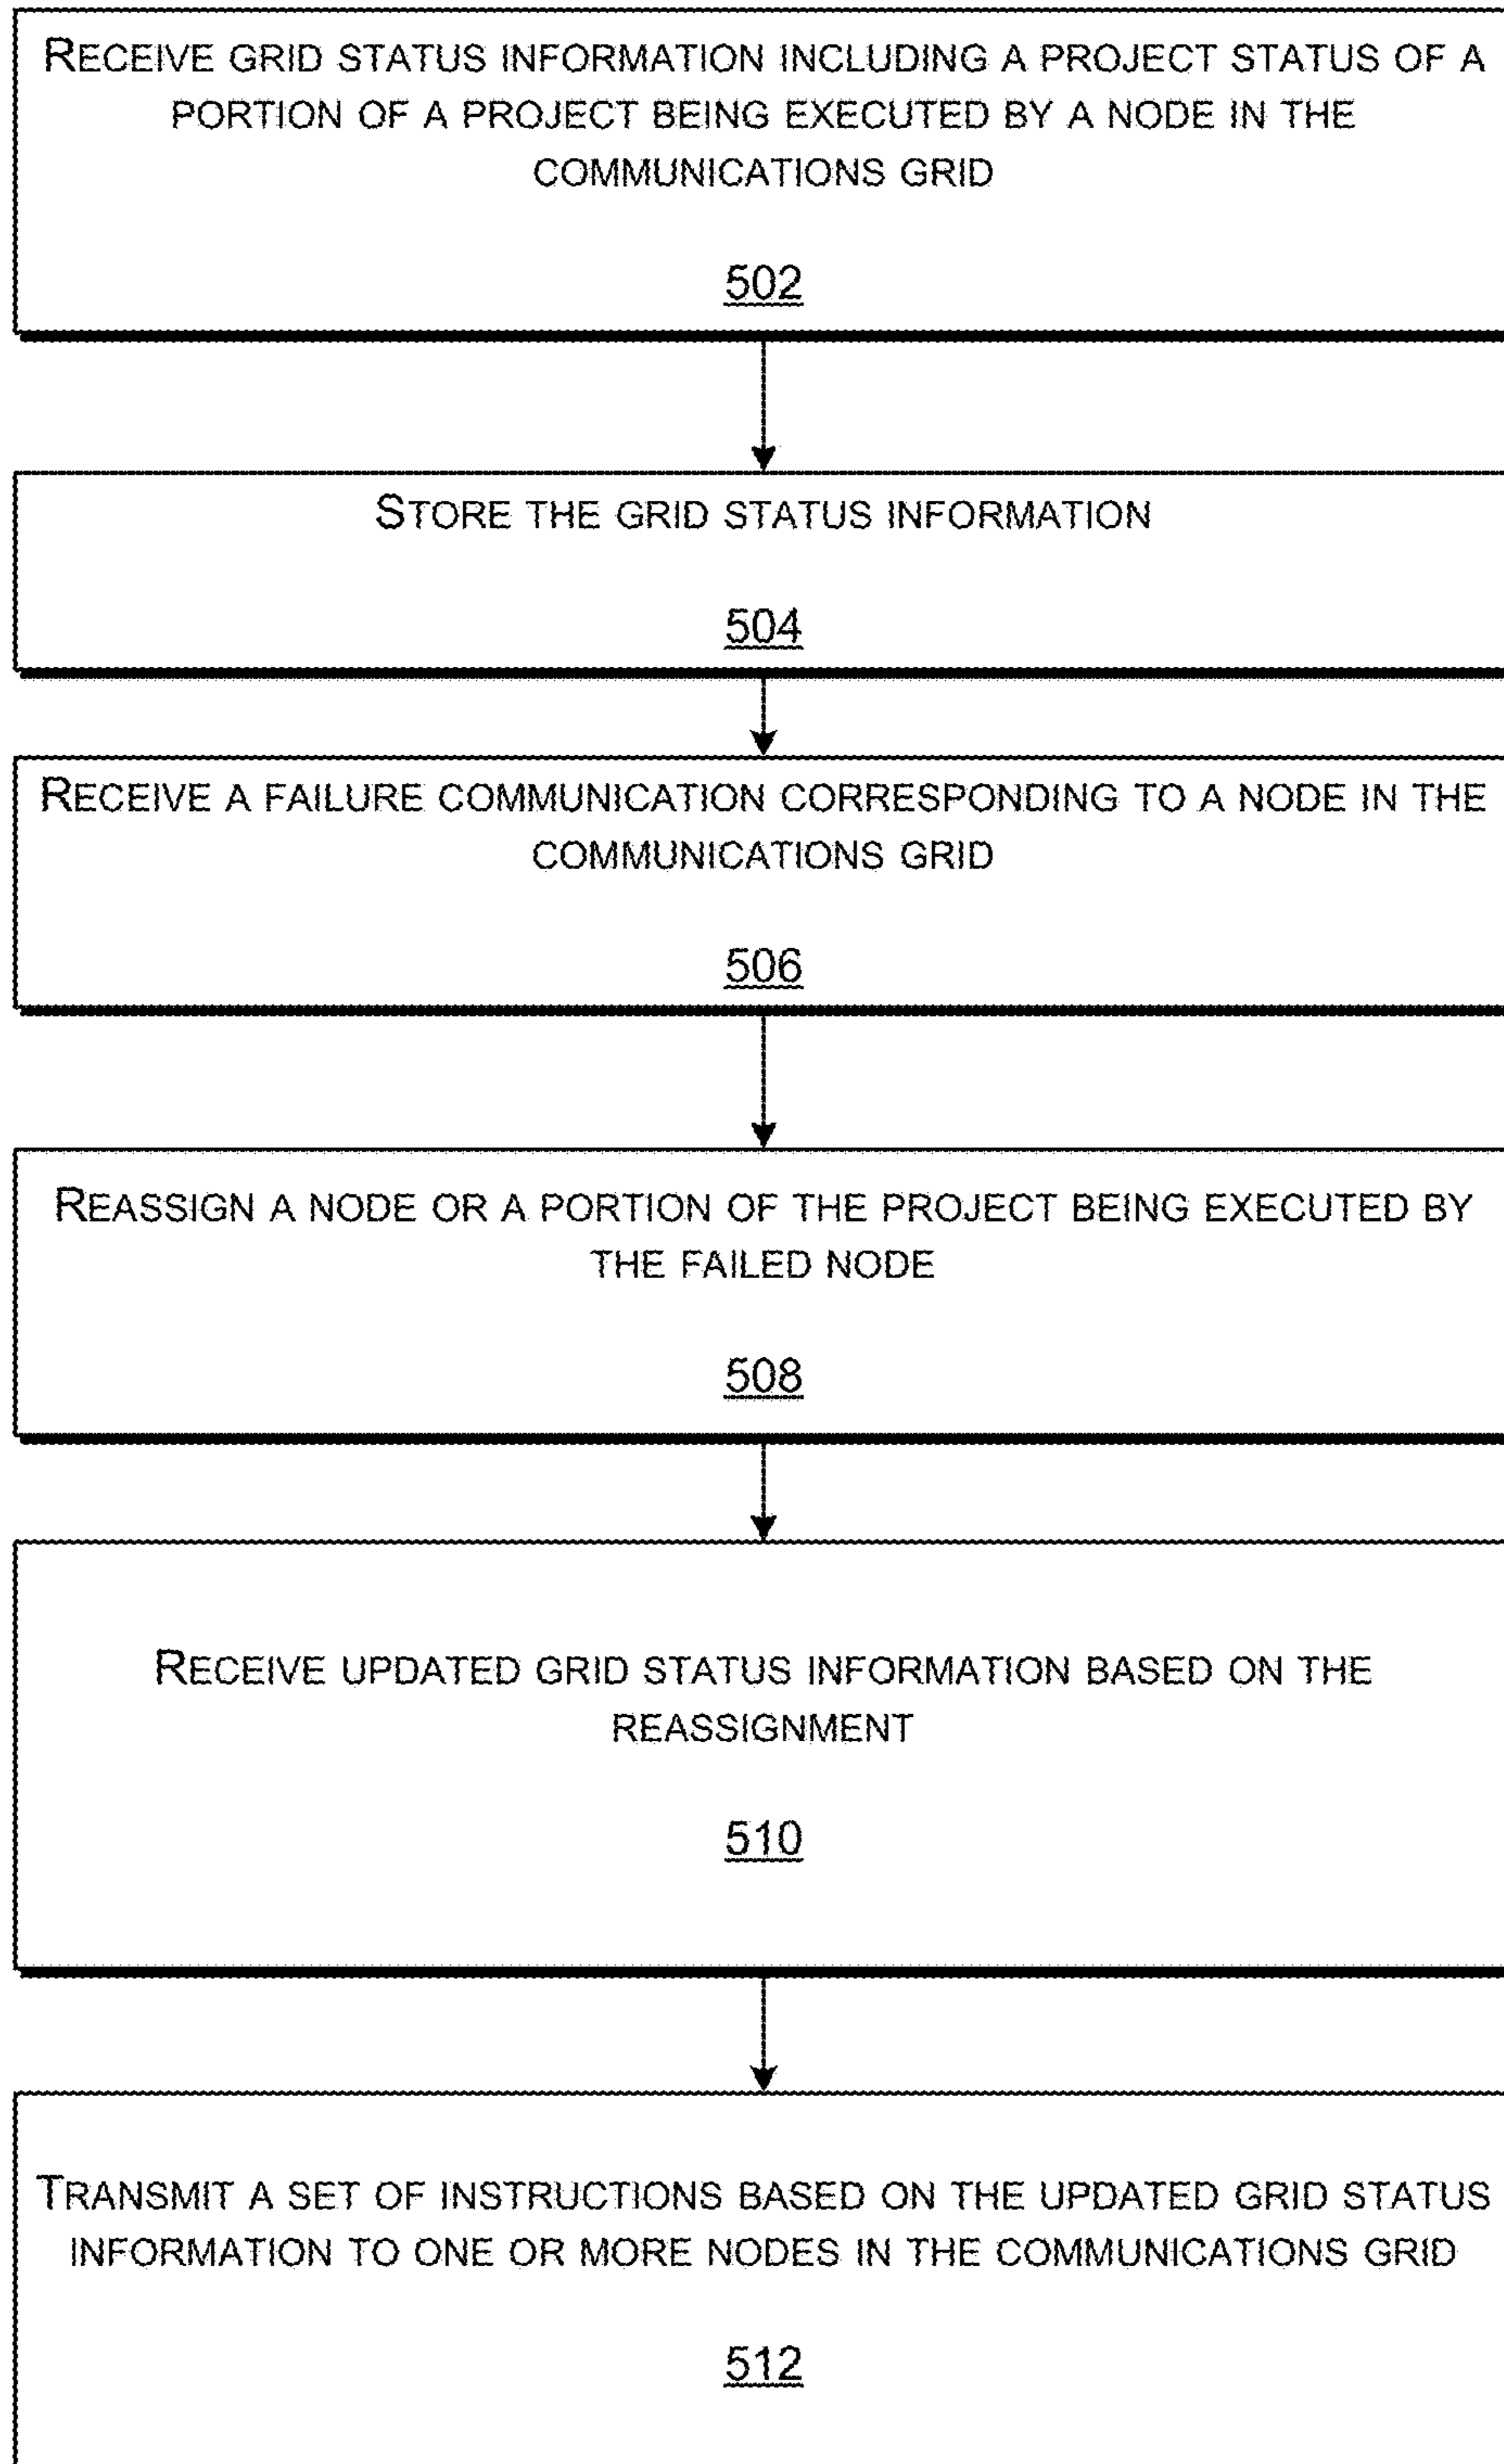 RECEIVE GRID STATUS INFORMATION INCLUDING A PROJECT STATUS OF A
PORTION OF A PROJECT BEING EXECUTED BY A NODE IN THE
COMMUNICATIONS GRID
502
STORE THE GRID STATUS INFORMATION
504
RECEIVE A FAILURE COMMUNICATION CORRESPONDING TO A NODE IN THE
COMMUNICATIONS GRID
506
REASSIGN A NODE OR A PORTION OF THE PROJECT BEING EXECUTED BY
THE FAILED NODE
508
RECEIVE UPDATED GRID STATUS INFORMATION BASED ON THE
REASSIGNMENT
510
TRANSMIT A SET OF INSTRUCTIONS BASED ON THE UPDATED GRID STATUS
INFORMATION TO ONE OR MORE NODES IN THE COMMUNICATIONS GRID
512